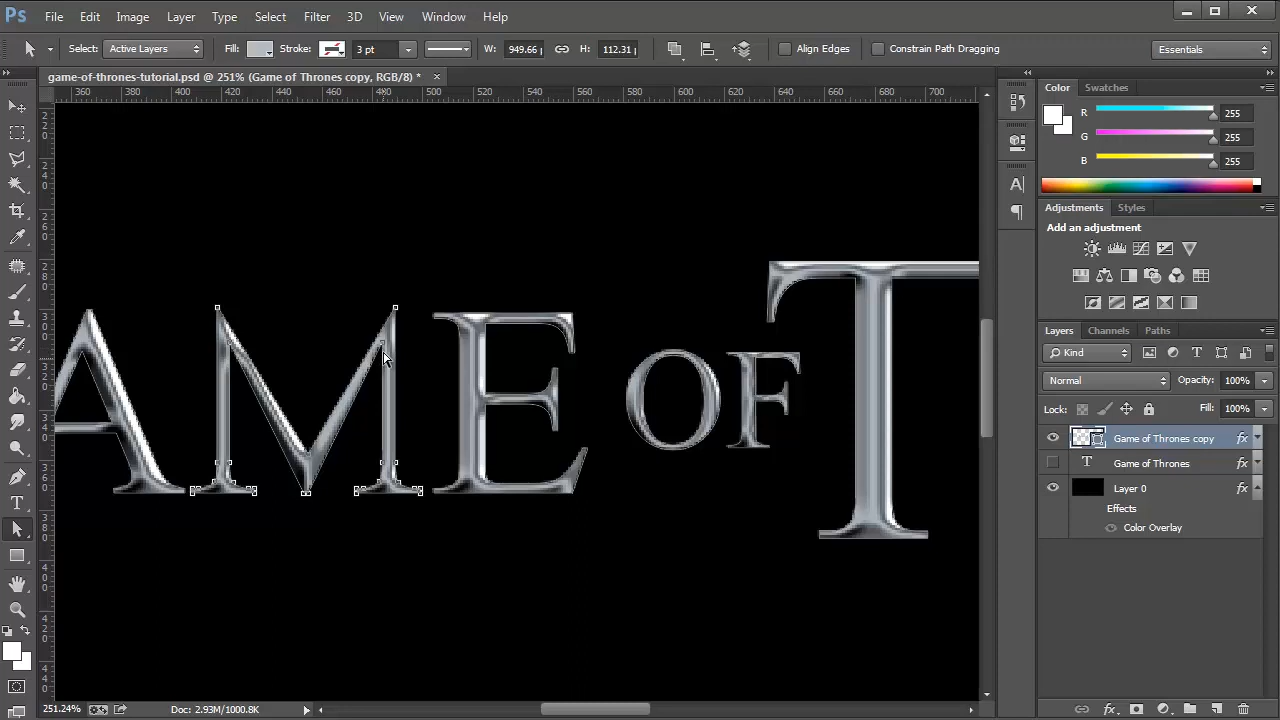 Ps File Edit Image Layer Type Select Filter 3D View Window Help
Select: Active Layers Fill: Stroke: 3 pt W: 949.66 H: 112.31 Align Edges Constrain Path Dragging Essentials
game-of-thrones-tutorial.psd @ 251% (Game of Thrones copy, RGB/8) *
360 380 400 420 440 460 480 500 520 540 560 580 600 620 640 660 680 700
Color Swatches
R 255
G 255
B 255
Adjustments Styles
Add an adjustment
Layers Channels Paths
Kind
Normal Opacity: 100%
Lock: Fill: 100%
Game of Thrones copy fx
Game of Thrones
Layer 0 fx
Effects
Color Overlay
AME OF T
251.24% Doc: 2.93M/1000.8K